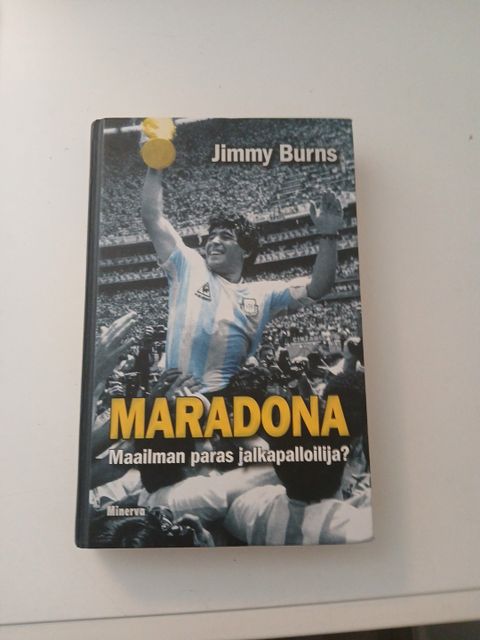 Jimmy Burns
MARADONA
Maailman paras jalkapalloilija?
Minerva